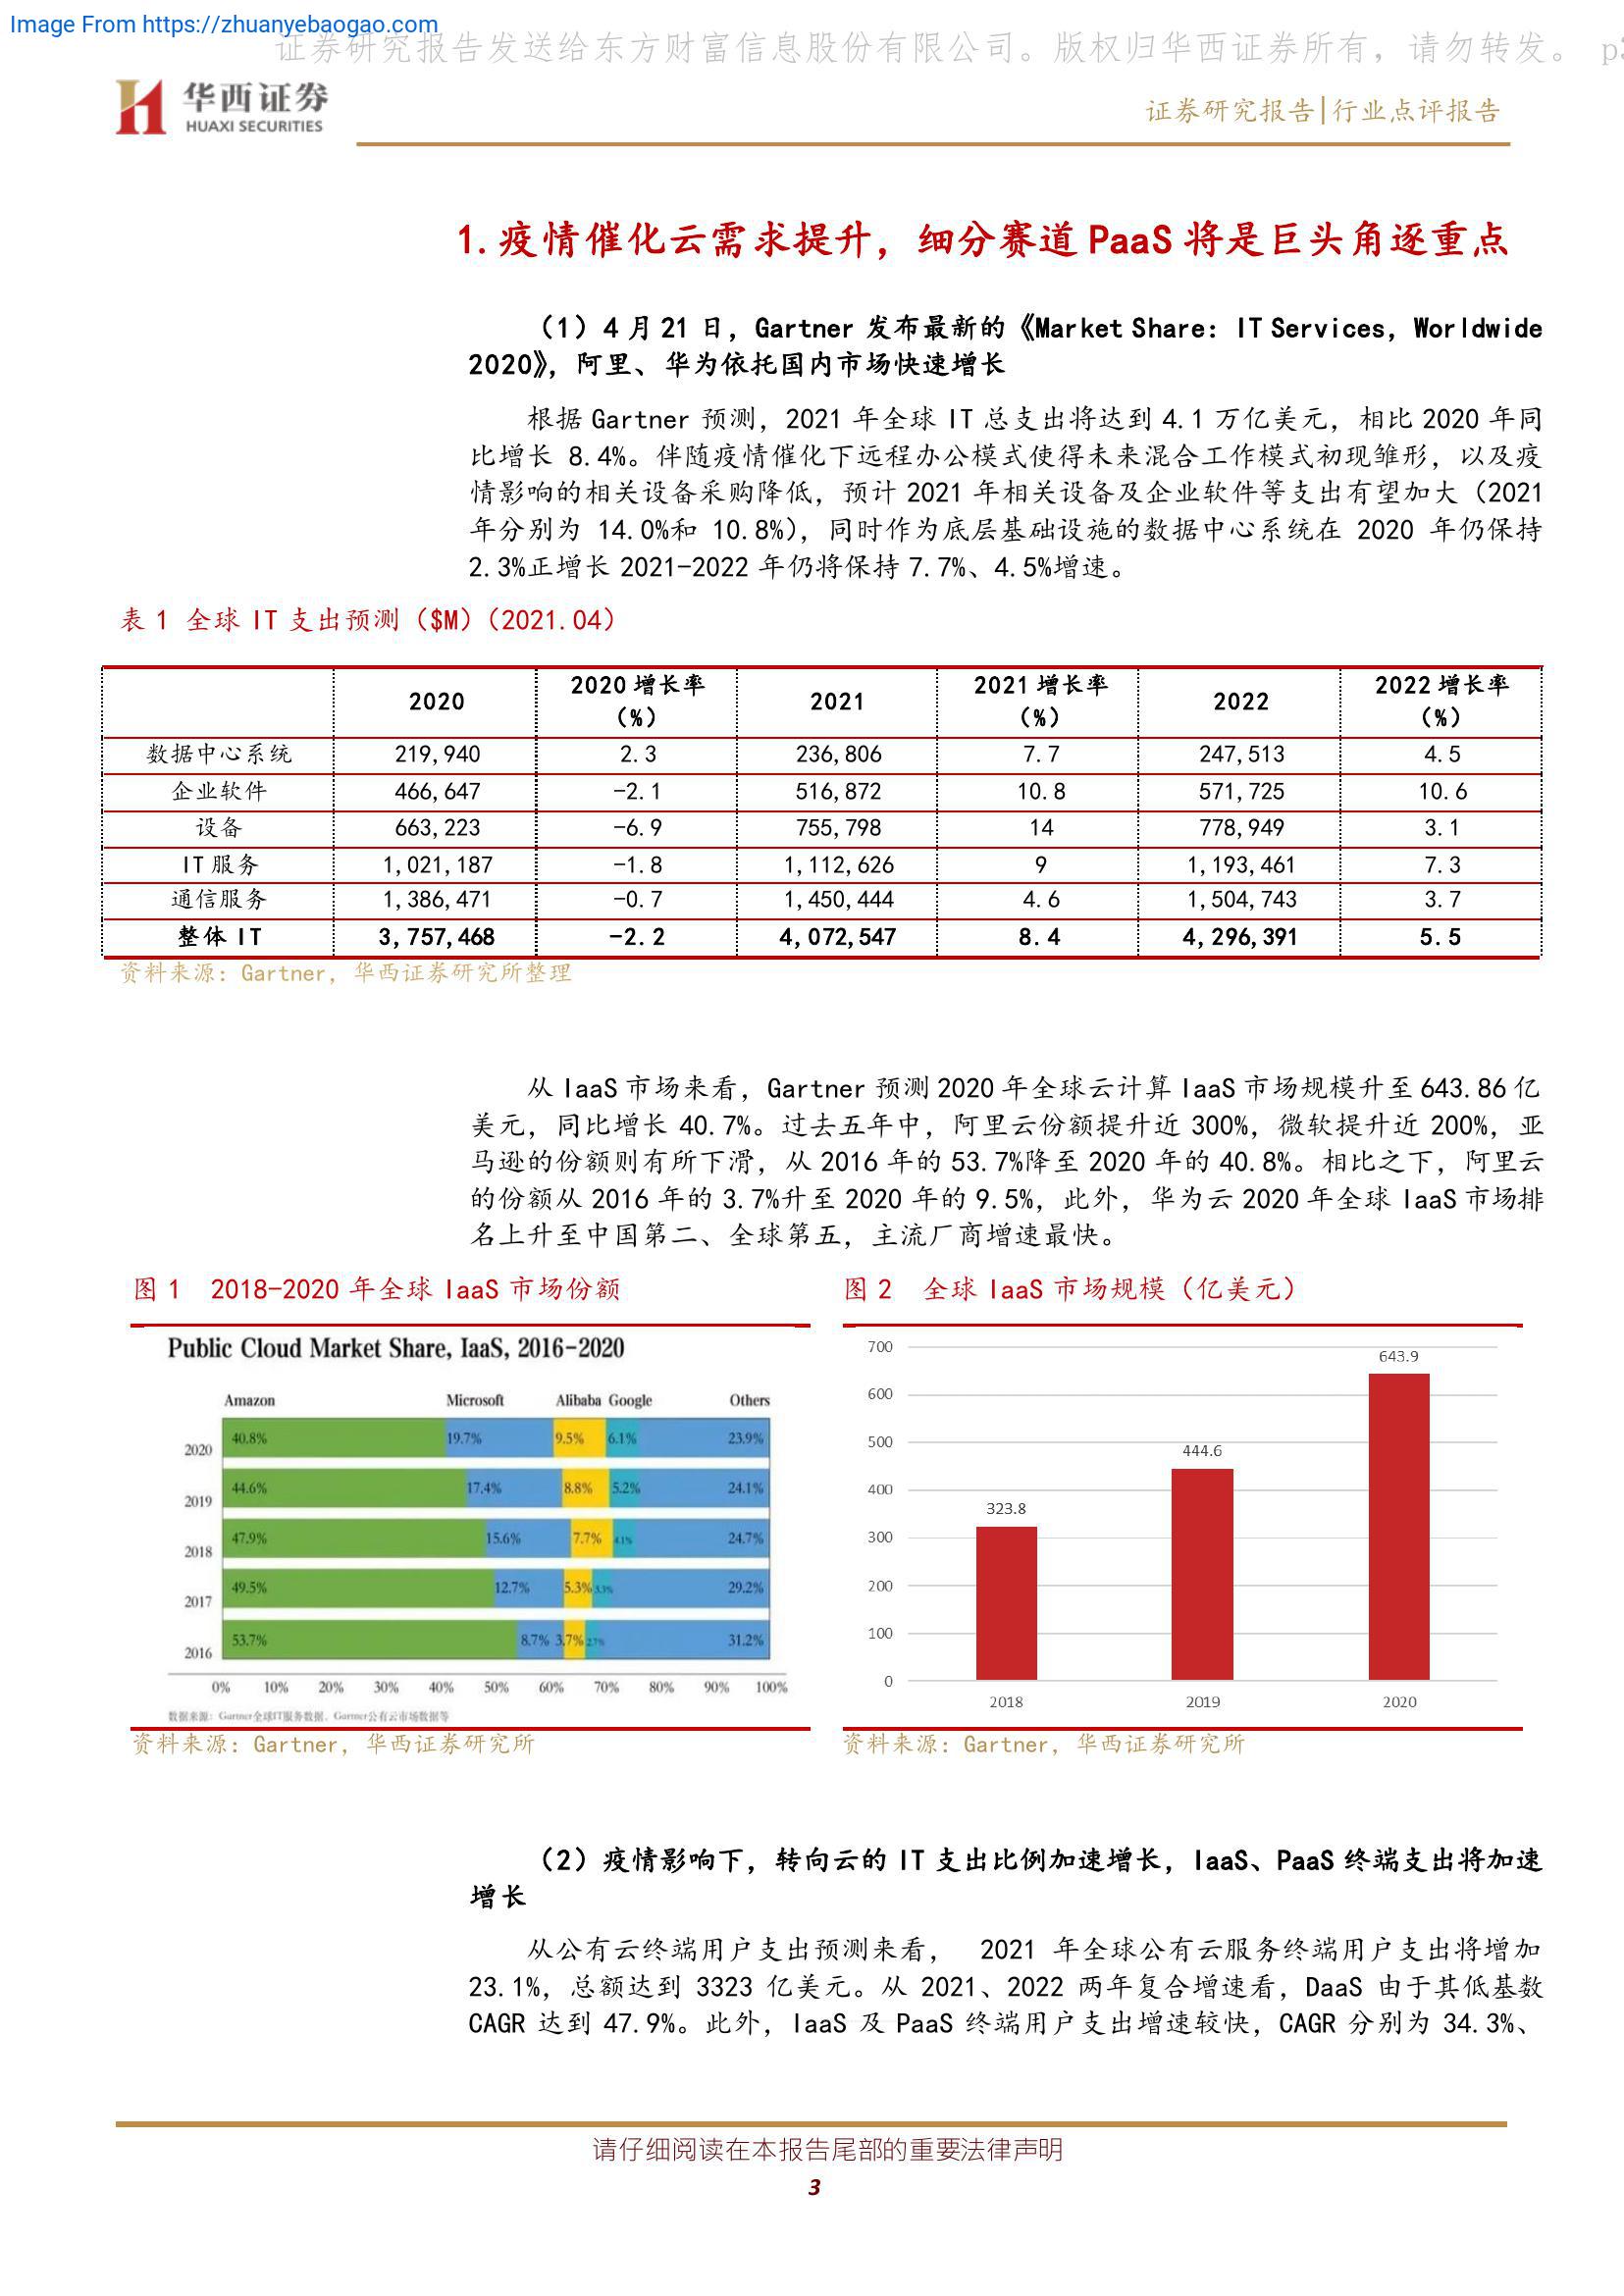 Image From https://zhuanyebaogao.com
证券研究报告发送给东方财富信息股份有限公司。版权归华西证券所有，请勿转发。 p3
华西证券
HUAXI SECURITIES
证券研究报告|行业点评报告
1. 疫情催化云需求提升，细分赛道 PaaS 将是巨头角逐重点
（1）4 月 21 日，Gartner 发布最新的《Market Share: IT Services, Worldwide
2020》，阿里、华为依托国内市场快速增长
根据 Gartner 预测，2021 年全球 IT 总支出将达到 4.1 万亿美元，相比 2020 年同
比增长 8.4%。伴随疫情催化下远程办公模式使得未来混合工作模式初现雏形，以及疫
情影响的相关设备采购降低，预计 2021 年相关设备及企业软件等支出有望加大（2021
年分别为 14.0%和 10.8%），同时作为底层基础设施的数据中心系统在 2020 年仍保持
2.3%正增长 2021-2022 年仍将保持 7.7%、4.5%增速。
表 1 全球 IT 支出预测（$M）（2021.04）
2020 2020 增长率（%） 2021 2021 增长率（%） 2022 2022 增长率（%）
数据中心系统 219,940 2.3 236,806 7.7 247,513 4.5
企业软件 466,647 -2.1 516,872 10.8 571,725 10.6
设备 663,223 -6.9 755,798 14 778,949 3.1
IT 服务 1,021,187 -1.8 1,112,626 9 1,193,461 7.3
通信服务 1,386,471 -0.7 1,450,444 4.6 1,504,743 3.7
整体 IT 3,757,468 -2.2 4,072,547 8.4 4,296,391 5.5
资料来源：Gartner，华西证券研究所整理
从 IaaS 市场来看，Gartner 预测 2020 年全球云计算 IaaS 市场规模升至 643.86 亿
美元，同比增长 40.7%。过去五年中，阿里云份额提升近 300%，微软提升近 200%，亚
马逊的份额则有所下滑，从 2016 年的 53.7%降至 2020 年的 40.8%。相比之下，阿里云
的份额从 2016 年的 3.7%升至 2020 年的 9.5%，此外，华为云 2020 年全球 IaaS 市场排
名上升至中国第二、全球第五，主流厂商增速最快。
图 1 2018-2020 年全球 IaaS 市场份额
Public Cloud Market Share, IaaS, 2016-2020
Amazon Microsoft Alibaba Google Others
2020 40.8% 19.7% 9.5% 6.1% 23.9%
2019 44.6% 17.4% 8.8% 5.2% 24.1%
2018 47.9% 15.6% 7.7% 4.1% 24.7%
2017 49.5% 12.7% 5.3% 3.3% 29.2%
2016 53.7% 8.7% 3.7% 2.7% 31.2%
0% 10% 20% 30% 40% 50% 60% 70% 80% 90% 100%
数据来源：Gartner全球IT服务数据、Gartner公有云市场数据等
资料来源：Gartner，华西证券研究所
图 2 全球 IaaS 市场规模（亿美元）
700
600
500
400
300
200
100
0
323.8
444.6
643.9
2018 2019 2020
资料来源：Gartner，华西证券研究所
（2）疫情影响下，转向云的 IT 支出比例加速增长，IaaS、PaaS 终端支出将加速
增长
从公有云终端用户支出预测来看， 2021 年全球公有云服务终端用户支出将增加
23.1%，总额达到 3323 亿美元。从 2021、2022 两年复合增速看，DaaS 由于其低基数
CAGR 达到 47.9%。此外，IaaS 及 PaaS 终端用户支出增速较快，CAGR 分别为 34.3%、
请仔细阅读在本报告尾部的重要法律声明
3